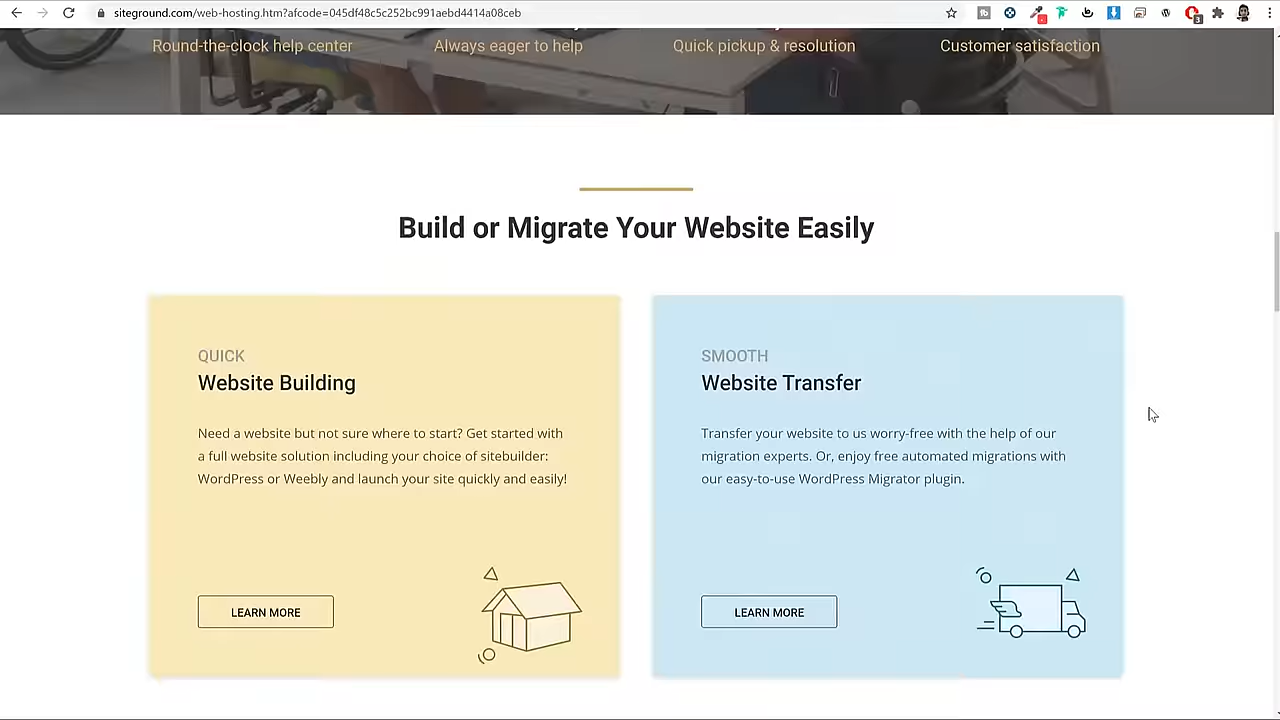 siteground.com/web-hosting.htm?afcode=045df48c5c252bc991aebd4414a08ceb
Round-the-clock help center
Always eager to help
Quick pickup & resolution
Customer satisfaction
Build or Migrate Your Website Easily
QUICK
Website Building
Need a website but not sure where to start? Get started with
a full website solution including your choice of sitebuilder:
WordPress or Weebly and launch your site quickly and easily!
LEARN MORE
SMOOTH
Website Transfer
Transfer your website to us worry-free with the help of our
migration experts. Or, enjoy free automated migrations with
our easy-to-use WordPress Migrator plugin.
LEARN MORE